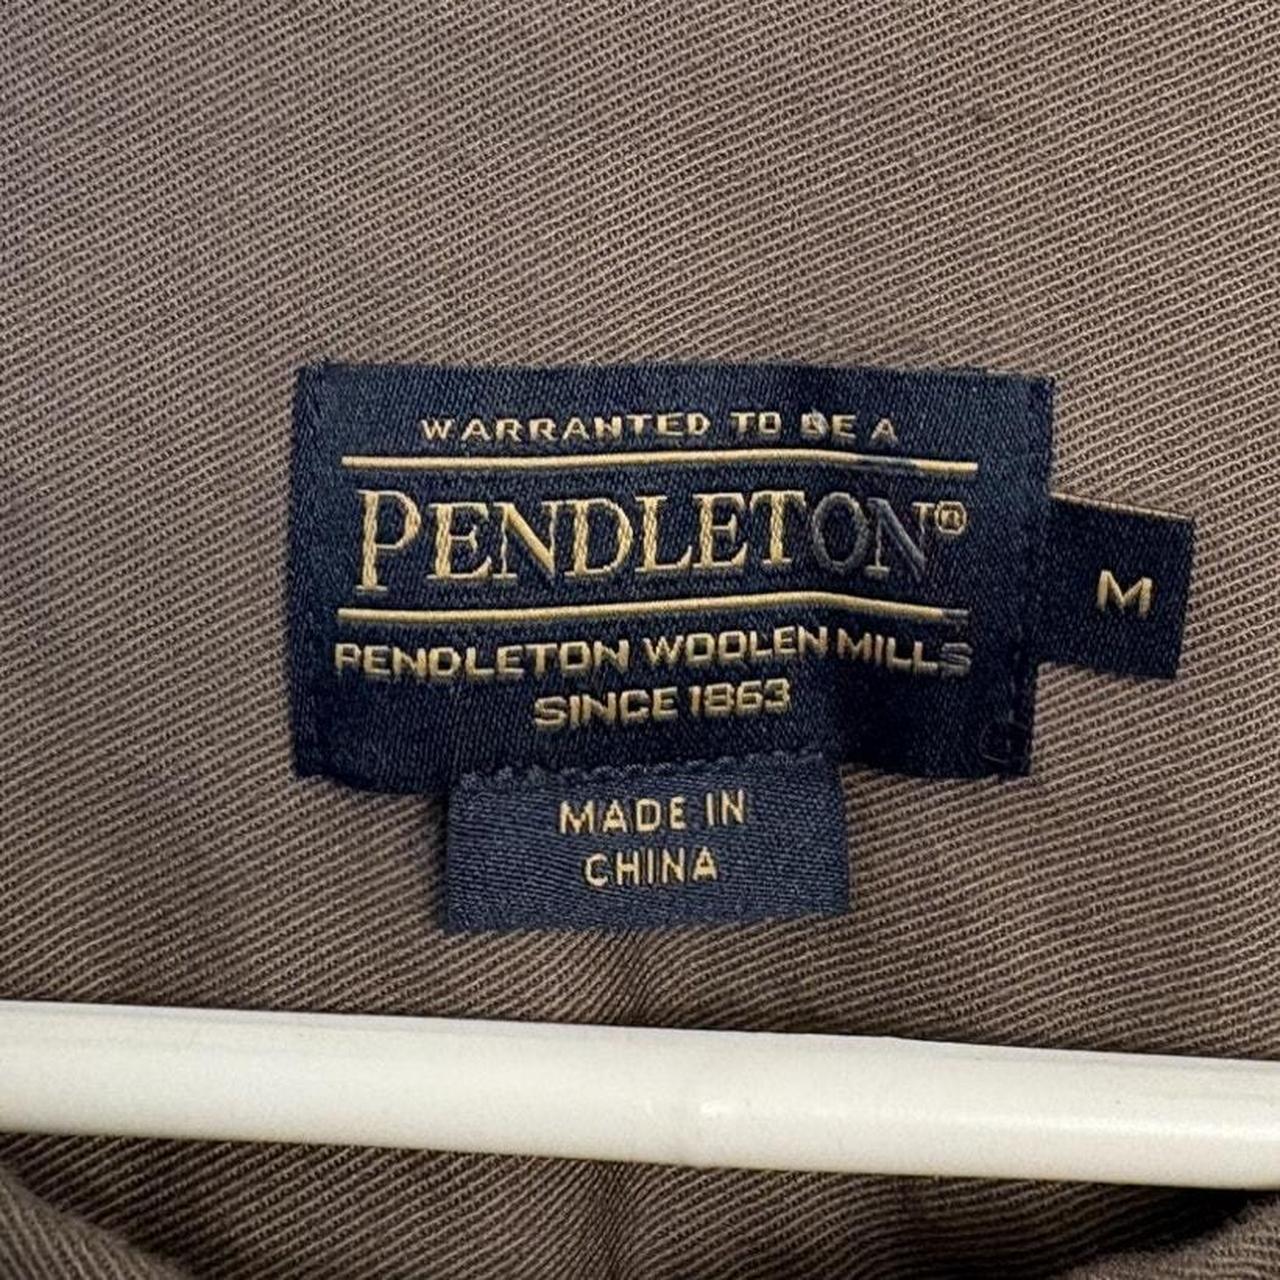 WARRANTED TO BE A
PENDLETON®
PENDLETON WOOLEN MILLS
SINCE 1863
M
MADE IN
CHINA